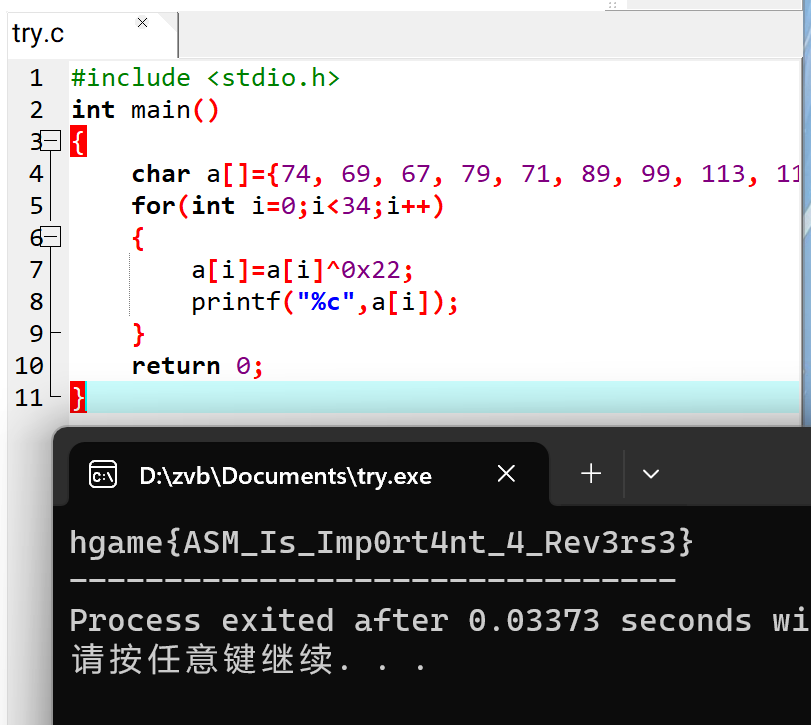 try.c
1 #include <stdio.h>
2 int main()
3 {
4 char a[]={74, 69, 67, 79, 71, 89, 99, 113, 11
5 for(int i=0;i<34;i++)
6 {
7 a[i]=a[i]^0x22;
8 printf("%c",a[i]);
9 }
10 return 0;
11 }
D:\zvb\Documents\try.exe
hgame{ASM_Is_Imp0rt4nt_4_Rev3rs3}
--------------------------------
Process exited after 0.03373 seconds wi
请按任意键继续. . .